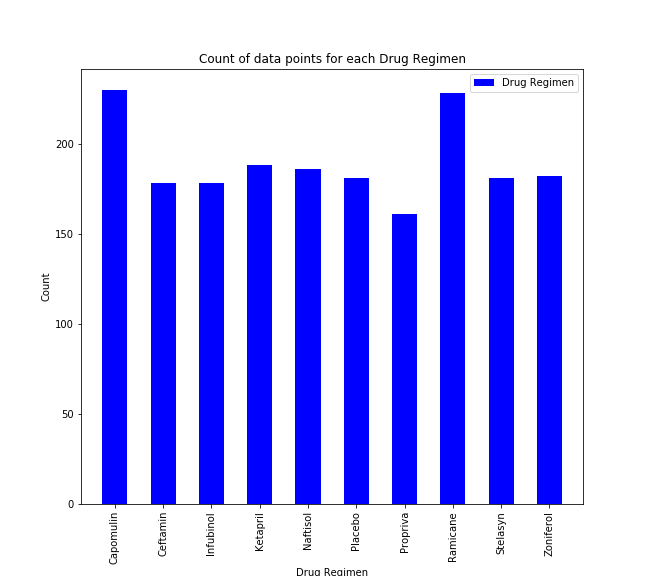 Count of data points for each Drug Regimen
Drug Regimen
200
150
100
50
0
Count
Capomulin
Ceftamin
Infubinol
Ketapril
Naftisol
Placebo
Propriva
Ramicane
Stelasyn
Zoniferol
Drug Regimen